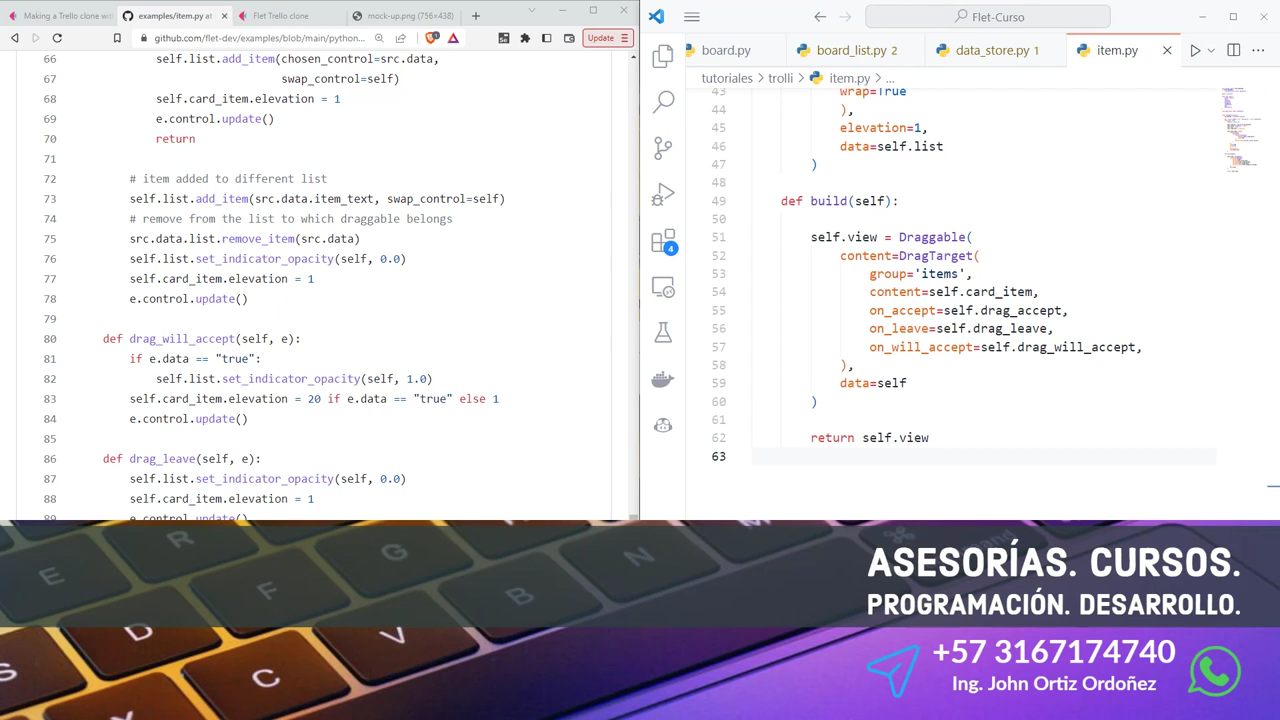 Making a Trello clone wit
examples/item.py at
Flet Trello clone
mock-up.png (756×438)
github.com/flet-dev/examples/blob/main/python...
Update
66 self.list.add_item(chosen_control=src.data,
67 swap_control=self)
68 self.card_item.elevation = 1
69 e.control.update()
70 return
71
72 # item added to different list
73 self.list.add_item(src.data.item_text, swap_control=self)
74 # remove from the list to which draggable belongs
75 src.data.list.remove_item(src.data)
76 self.list.set_indicator_opacity(self, 0.0)
77 self.card_item.elevation = 1
78 e.control.update()
79
80 def drag_will_accept(self, e):
81 if e.data == "true":
82 self.list.set_indicator_opacity(self, 1.0)
83 self.card_item.elevation = 20 if e.data == "true" else 1
84 e.control.update()
85
86 def drag_leave(self, e):
87 self.list.set_indicator_opacity(self, 0.0)
88 self.card_item.elevation = 1
89 e.control.update()
Flet-Curso
board.py
board_list.py 2
data_store.py 1
item.py
tutoriales > trolli > item.py > ...
43 wrap=True
44 ),
45 elevation=1,
46 data=self.list
47 )
48
49 def build(self):
50
51 self.view = Draggable(
52 content=DragTarget(
53 group='items',
54 content=self.card_item,
55 on_accept=self.drag_accept,
56 on_leave=self.drag_leave,
57 on_will_accept=self.drag_will_accept,
58 ),
59 data=self
60 )
61
62 return self.view
63
4
ASESORÍAS. CURSOS.
PROGRAMACIÓN. DESARROLLO.
+57 3167174740
Ing. John Ortiz Ordoñez